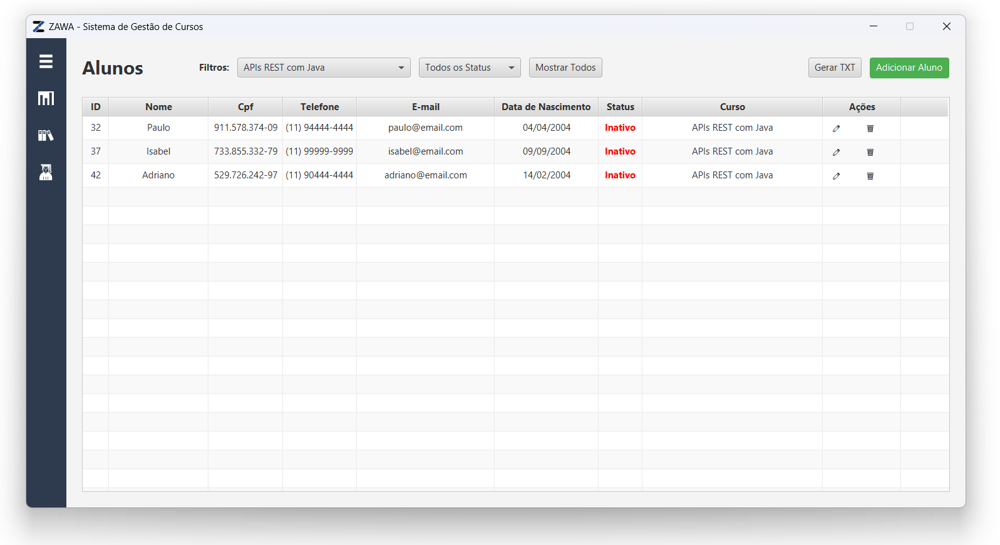 ZAWA - Sistema de Gestão de Cursos
Alunos Filtros: APIs REST com Java Todos os Status Mostrar Todos Gerar TXT Adicionar Aluno
ID Nome Cpf Telefone E-mail Data de Nascimento Status Curso Ações
32 Paulo 911.578.374-09 (11) 94444-4444 paulo@email.com 04/04/2004 Inativo APIs REST com Java
37 Isabel 733.855.332-79 (11) 99999-9999 isabel@email.com 09/09/2004 Inativo APIs REST com Java
42 Adriano 529.726.242-97 (11) 90444-4444 adriano@email.com 14/02/2004 Inativo APIs REST com Java